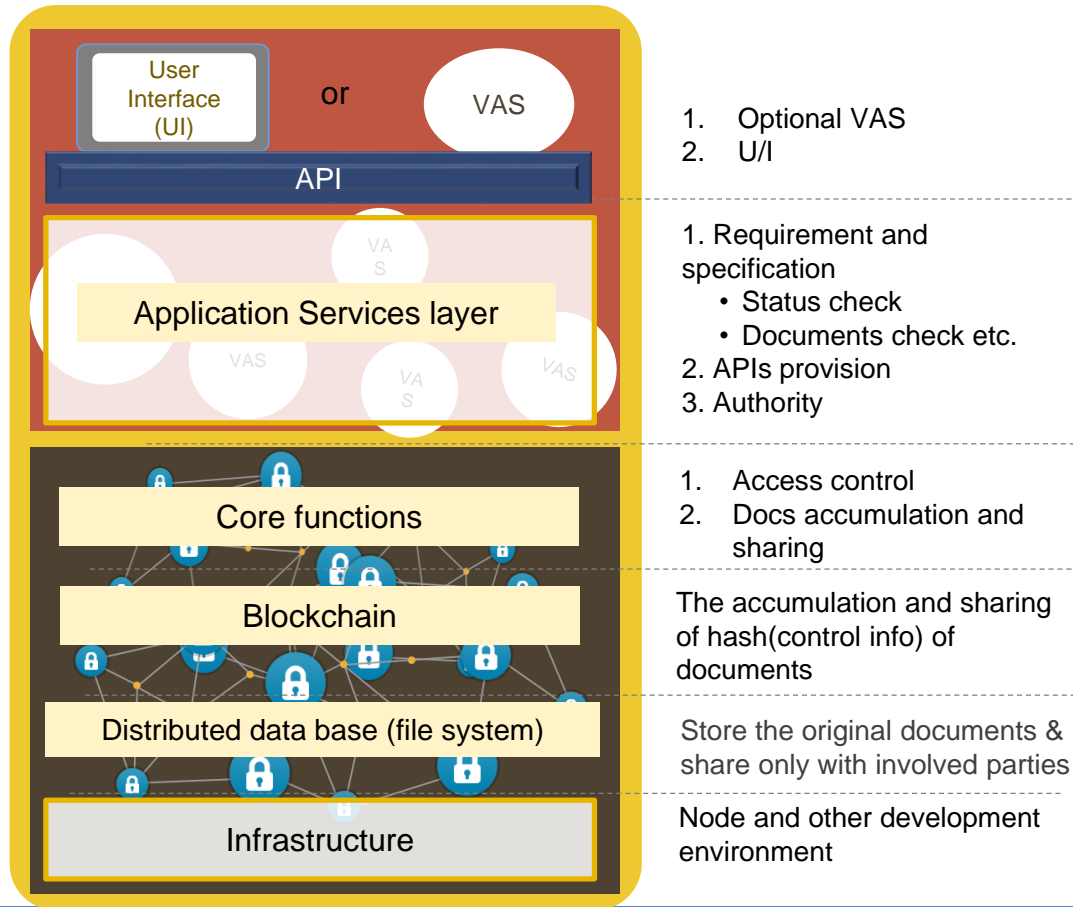 User
Interface
(UI)
or
VAS
API
1. Optional VAS
2. U/I
VA
S
VAS
VA
S
VAS
Application Services layer
1. Requirement and
specification
• Status check
• Documents check etc.
2. APIs provision
3. Authority
Core functions
1. Access control
2. Docs accumulation and
sharing
Blockchain
The accumulation and sharing
of hash(control info) of
documents
Distributed data base (file system)
Store the original documents &
share only with involved parties
Infrastructure
Node and other development
environment